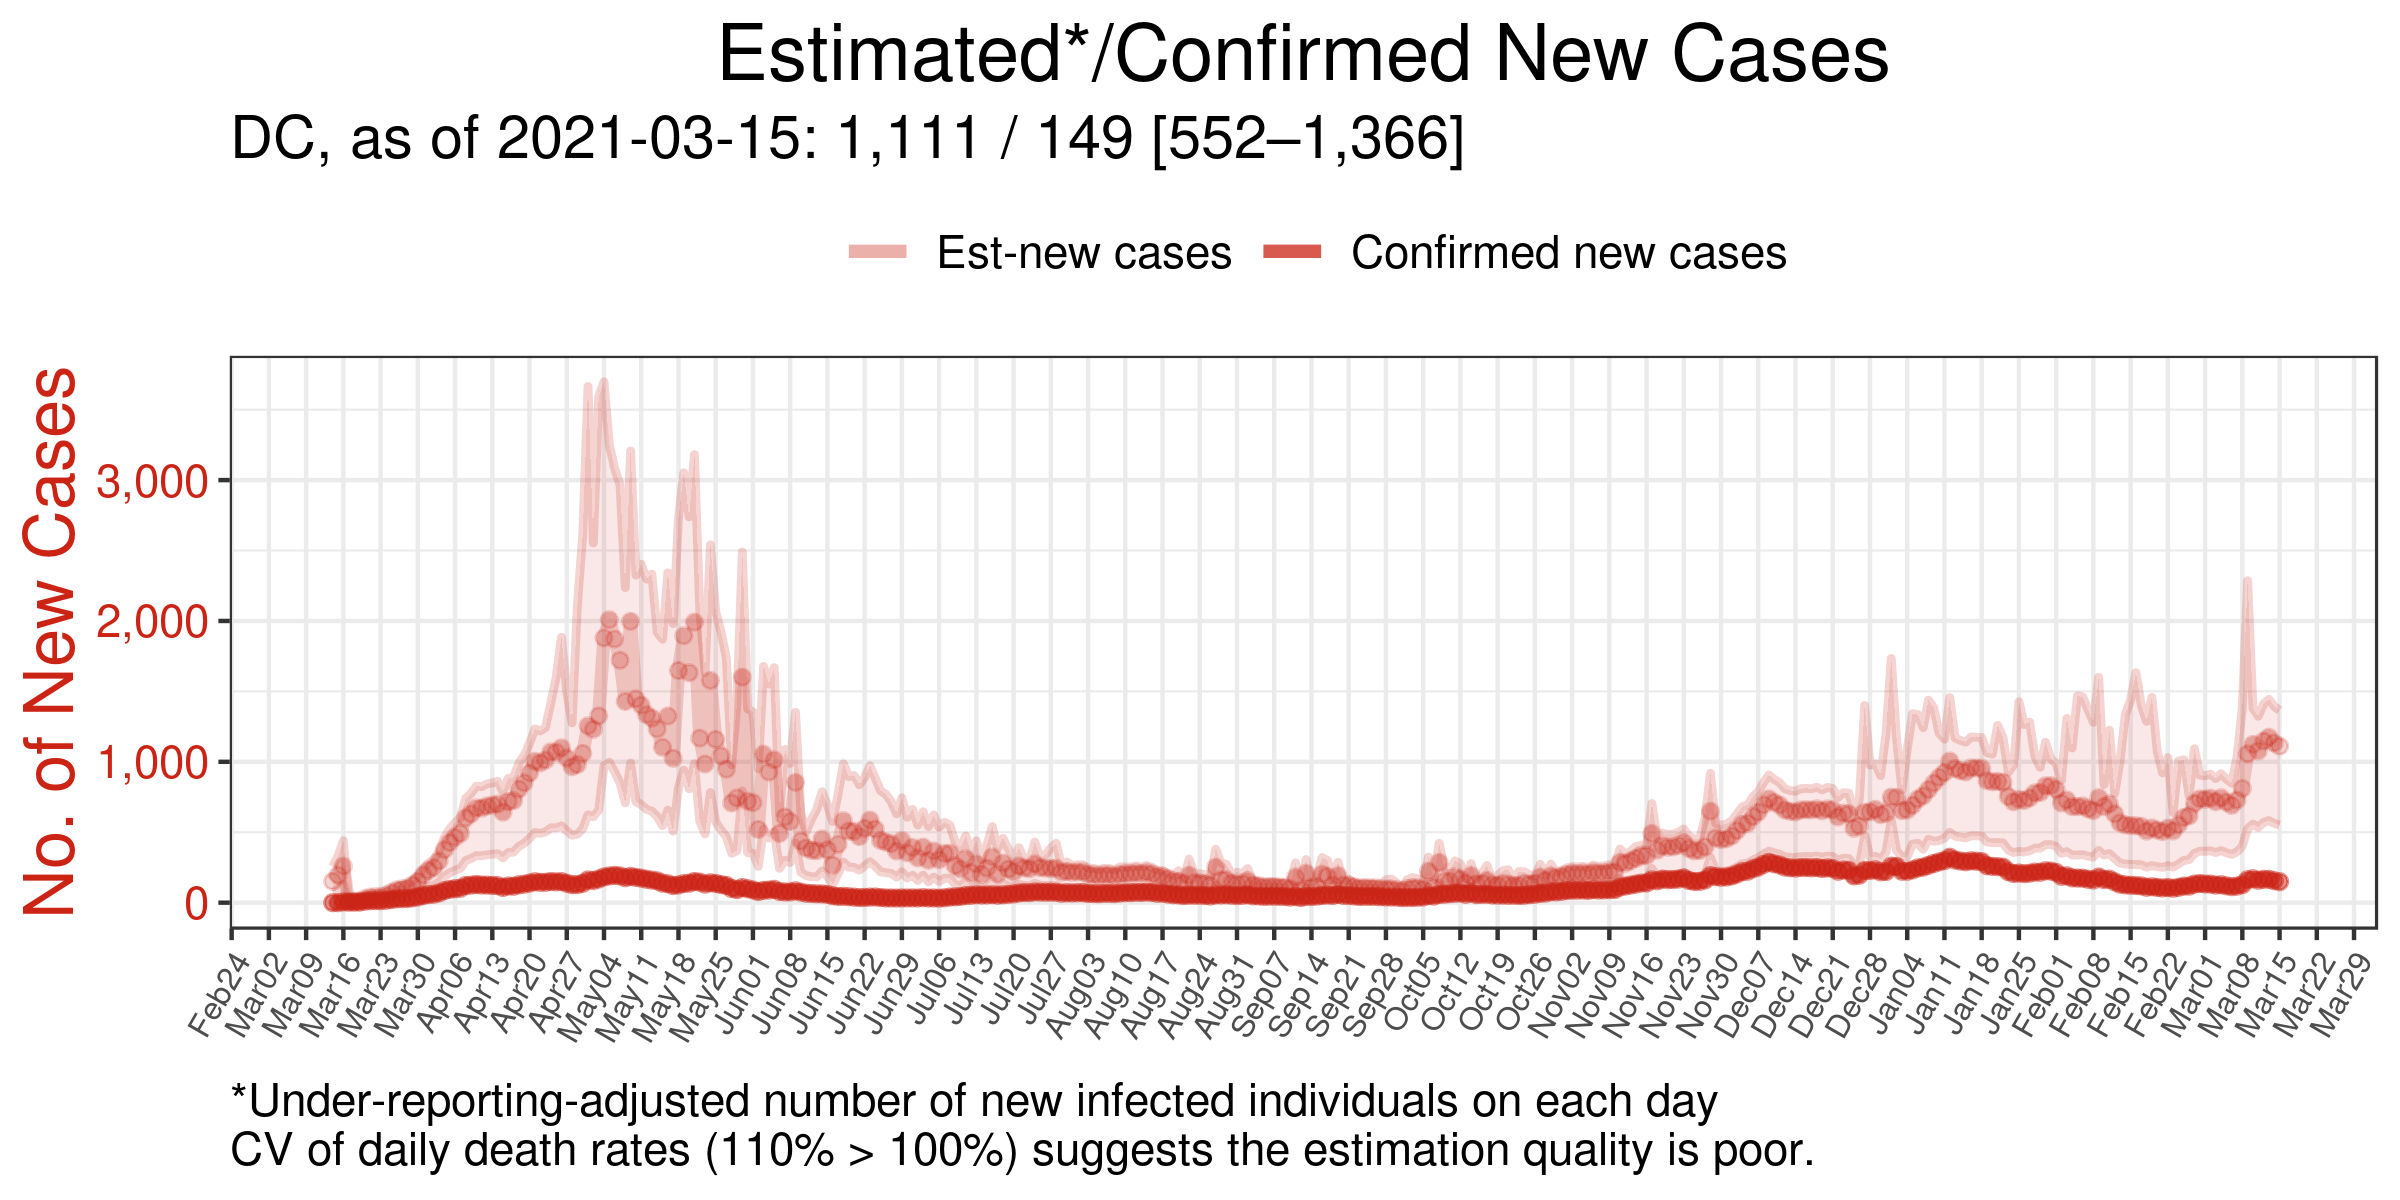 Estimated*/Confirmed New Cases
DC, as of 2021-03-15: 1,111 / 149 [552–1,366]
Est-new cases
Confirmed new cases
No. of New Cases
3,000
2,000
1,000
0
Feb24
Mar02
Mar09
Mar16
Mar23
Mar30
Apr06
Apr13
Apr20
Apr27
May04
May11
May18
May25
Jun01
Jun08
Jun15
Jun22
Jun29
Jul06
Jul13
Jul20
Jul27
Aug03
Aug10
Aug17
Aug24
Aug31
Sep07
Sep14
Sep21
Sep28
Oct05
Oct12
Oct19
Oct26
Nov02
Nov09
Nov16
Nov23
Nov30
Dec07
Dec14
Dec21
Dec28
Jan04
Jan11
Jan18
Jan25
Feb01
Feb08
Feb15
Feb22
Mar01
Mar08
Mar15
Mar22
Mar29
*Under-reporting-adjusted number of new infected individuals on each day
CV of daily death rates (110% > 100%) suggests the estimation quality is poor.